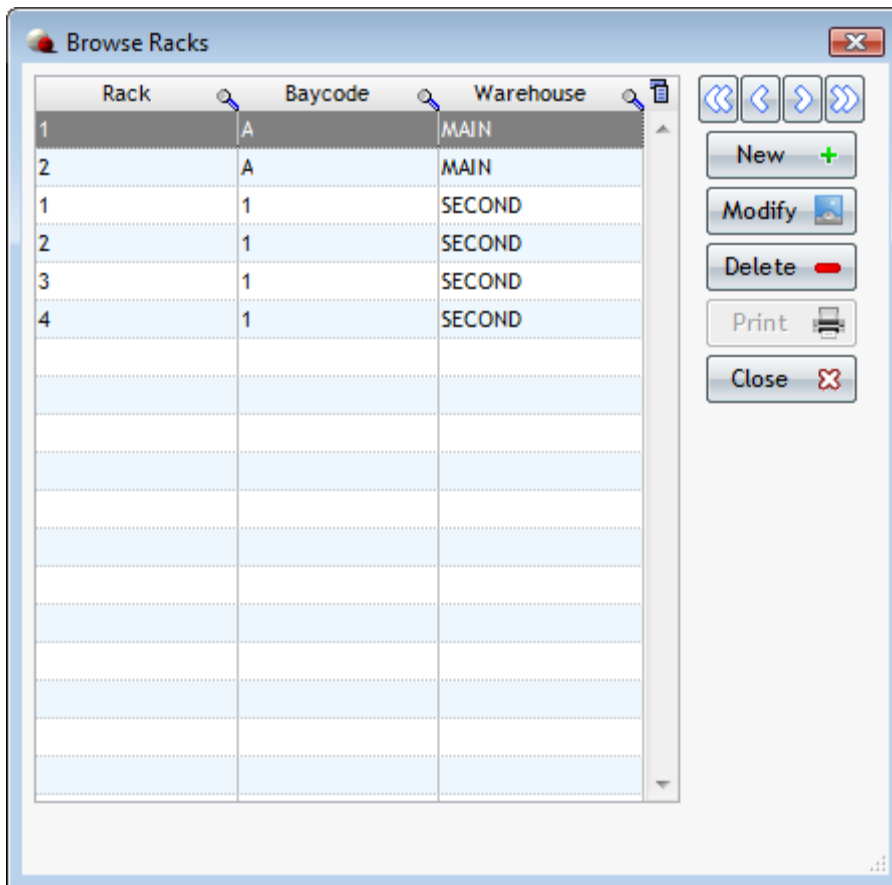 Browse Racks
Rack Baycode Warehouse
1 A MAIN
2 A MAIN
1 1 SECOND
2 1 SECOND
3 1 SECOND
4 1 SECOND
New
Modify
Delete
Print
Close